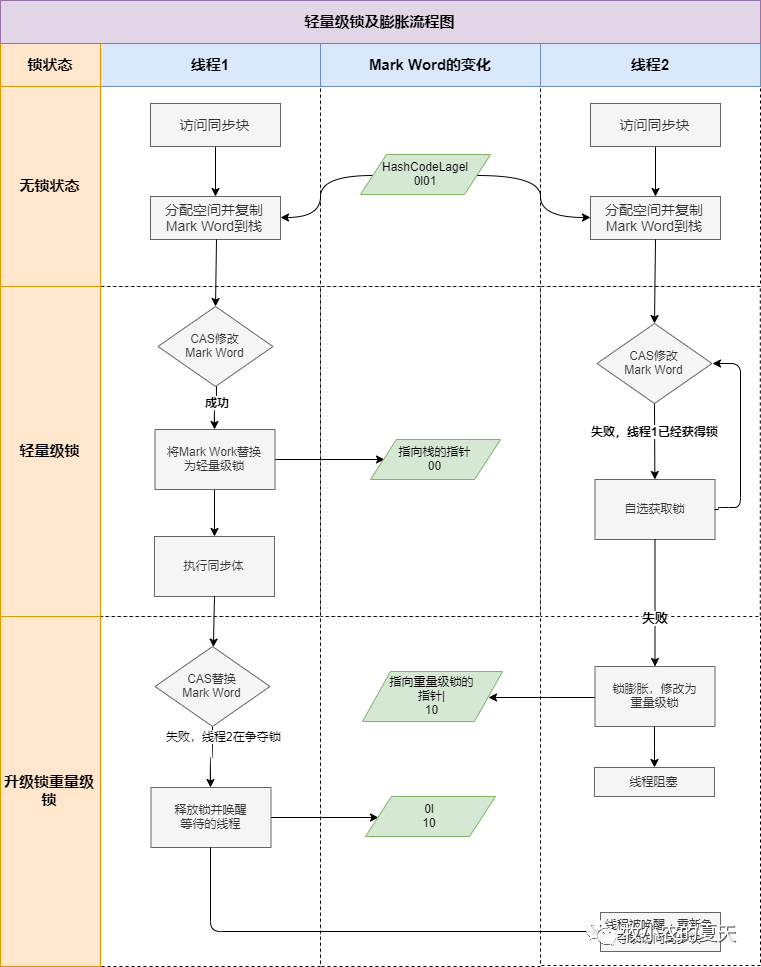 轻量级锁及膨胀流程图
锁状态
线程1
Mark Word的变化
线程2
无锁状态
访问同步块
访问同步块
HashCodeLageI
0I01
分配空间并复制
Mark Word到栈
分配空间并复制
Mark Word到栈
轻量级锁
CAS修改
Mark Word
CAS修改
Mark Word
成功
失败，线程1已经获得锁
将Mark Work替换
为轻量级锁
指向栈的指针
00
自选获取锁
执行同步体
失败
升级锁重量级
锁
CAS替换
Mark Word
指向重量级锁的
指针|
10
锁膨胀，修改为
重量级锁
失败，线程2在争夺锁
线程阻塞
释放锁并唤醒
等待的线程
0I
10
线程被唤醒，重新争
夺以访问同步块
的夏天